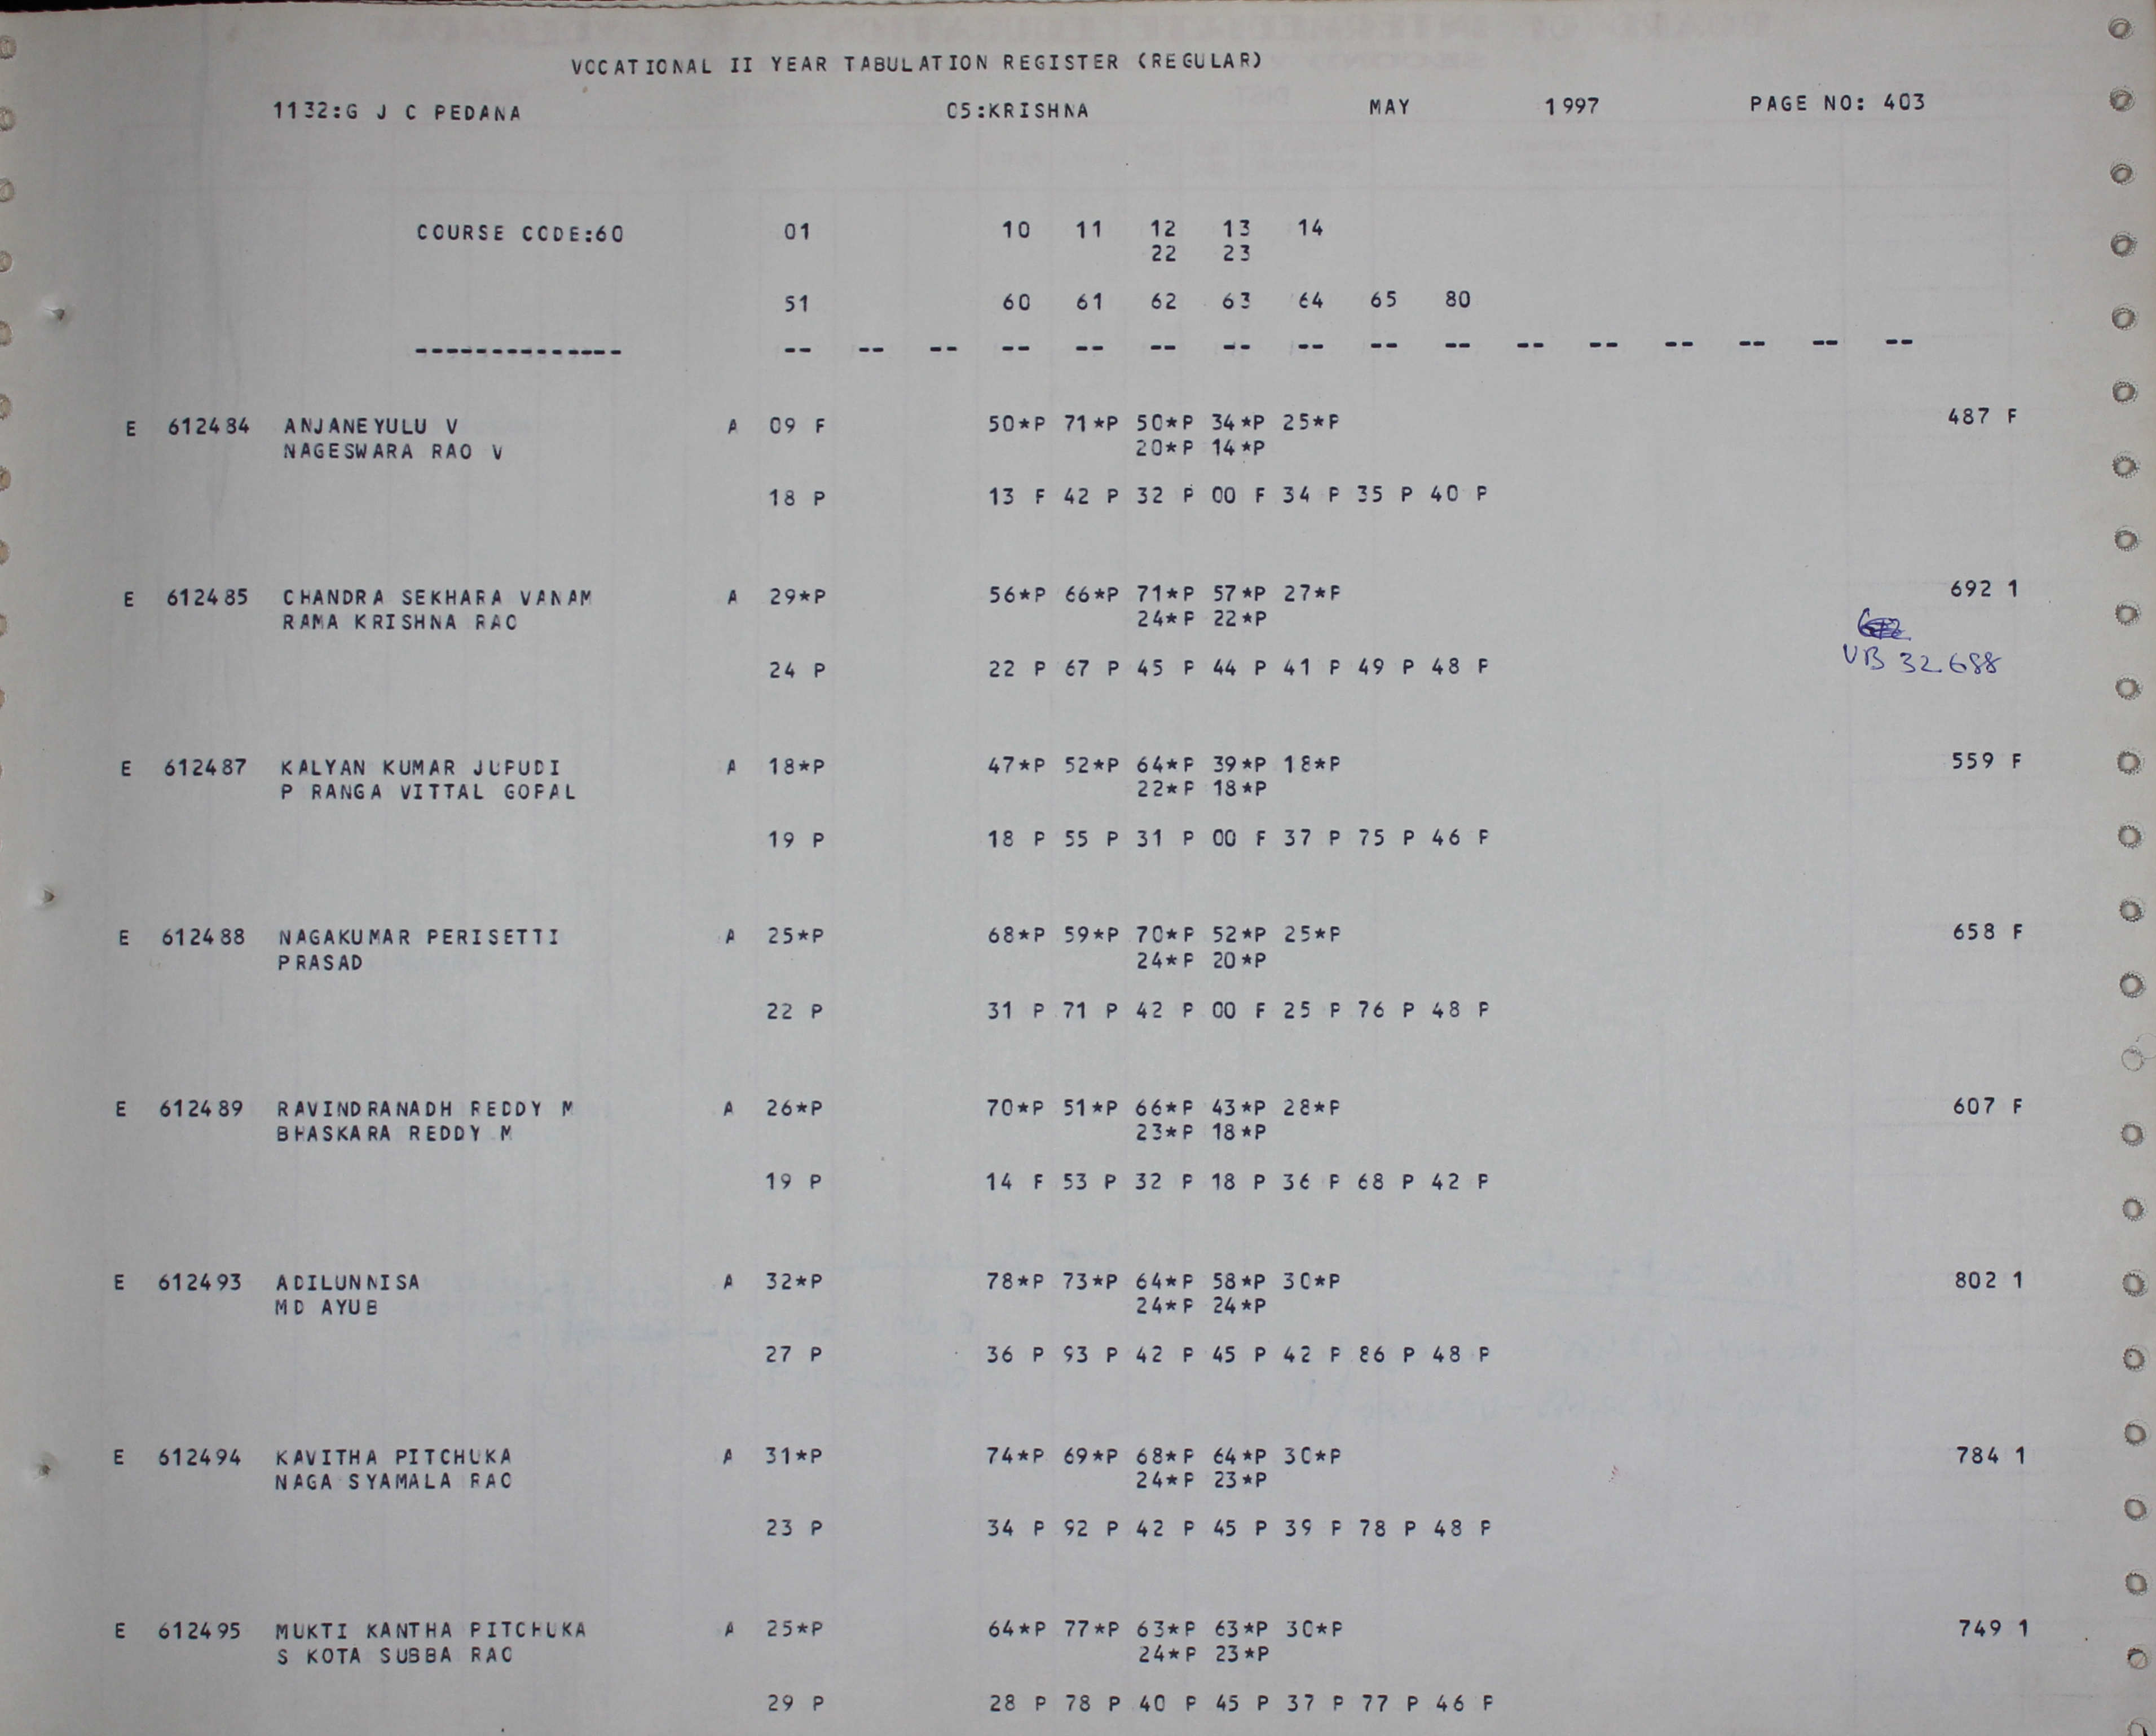 VOCATIONAL II YEAR TABULATION REGISTER (REGULAR)
1132:G J C PEDANA 05:KRISHNA MAY 1997 PAGE NO: 403
COURSE CODE:60 01 10 11 12 13 14
22 23
51 60 61 62 63 64 65 80
-------------- -- -- -- -- -- -- -- -- -- -- -- -- -- -- -- --
E 612484 ANJANEYULU V A 09 F 50*P 71*P 50*P 34*P 25*P 487 F
NAGESWARA RAO V 20*P 14*P
18 P 13 F 42 P 32 P 00 F 34 P 35 P 40 P
E 612485 CHANDRA SEKHARA VANAM A 29*P 56*P 66*P 71*P 57*P 27*P 692 1
RAMA KRISHNA RAO 24*P 22*P
VB 32688
24 P 22 P 67 P 45 P 44 P 41 P 49 P 48 P
E 612487 KALYAN KUMAR JUPUDI A 18*P 47*P 52*P 64*P 39*P 18*P 559 F
P RANGA VITTAL GOPAL 22*P 18*P
19 P 18 P 55 P 31 P 00 F 37 P 75 P 46 P
E 612488 NAGAKUMAR PERISETTI A 25*P 68*P 59*P 70*P 52*P 25*P 658 F
PRASAD 24*P 20*P
22 P 31 P 71 P 42 P 00 F 25 P 76 P 48 P
E 612489 RAVINDRANADH REDDY M A 26*P 70*P 51*P 66*P 43*P 28*P 607 F
BHASKARA REDDY M 23*P 18*P
19 P 14 F 53 P 32 P 18 P 36 P 68 P 42 P
E 612493 ADILUNNISA A 32*P 78*P 73*P 64*P 58*P 30*P 802 1
MD AYUB 24*P 24*P
27 P 36 P 93 P 42 P 45 P 42 P 86 P 48 P
E 612494 KAVITHA PITCHUKA A 31*P 74*P 69*P 68*P 64*P 30*P 784 1
NAGA SYAMALA RAO 24*P 23*P
23 P 34 P 92 P 42 P 45 P 39 P 78 P 48 P
E 612495 MUKTI KANTHA PITCHUKA A 25*P 64*P 77*P 63*P 63*P 30*P 749 1
S KOTA SUBBA RAO 24*P 23*P
29 P 28 P 78 P 40 P 45 P 37 P 77 P 46 P